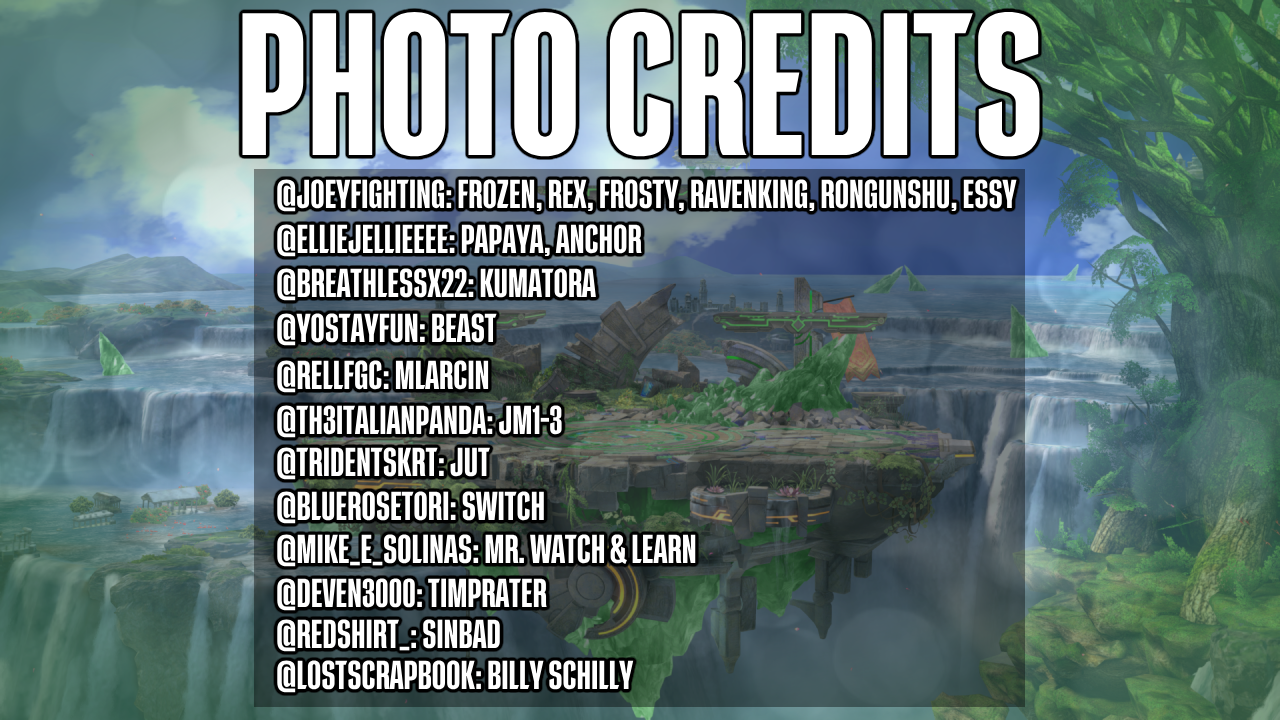 PHOTO CREDITS
@JOEYFIGHTING: FROZEN, REX, FROSTY, RAVENKING, RONGUNSHU, ESSY
@ELLIEJELLIEEEE: PAPAYA, ANCHOR
@BREATHLESSX22: KUMATORA
@YOSTAYFUN: BEAST
@RELLFGC: MLARCIN
@TH3ITALIANPANDA: JM1-3
@TRIDENTSKRT: JUT
@BLUEROSETORI: SWITCH
@MIKE_E_SOLINAS: MR. WATCH & LEARN
@DEVEN3000: TIMPRATER
@REDSHIRT_: SINBAD
@LOSTSCRAPBOOK: BILLY SCHILLY